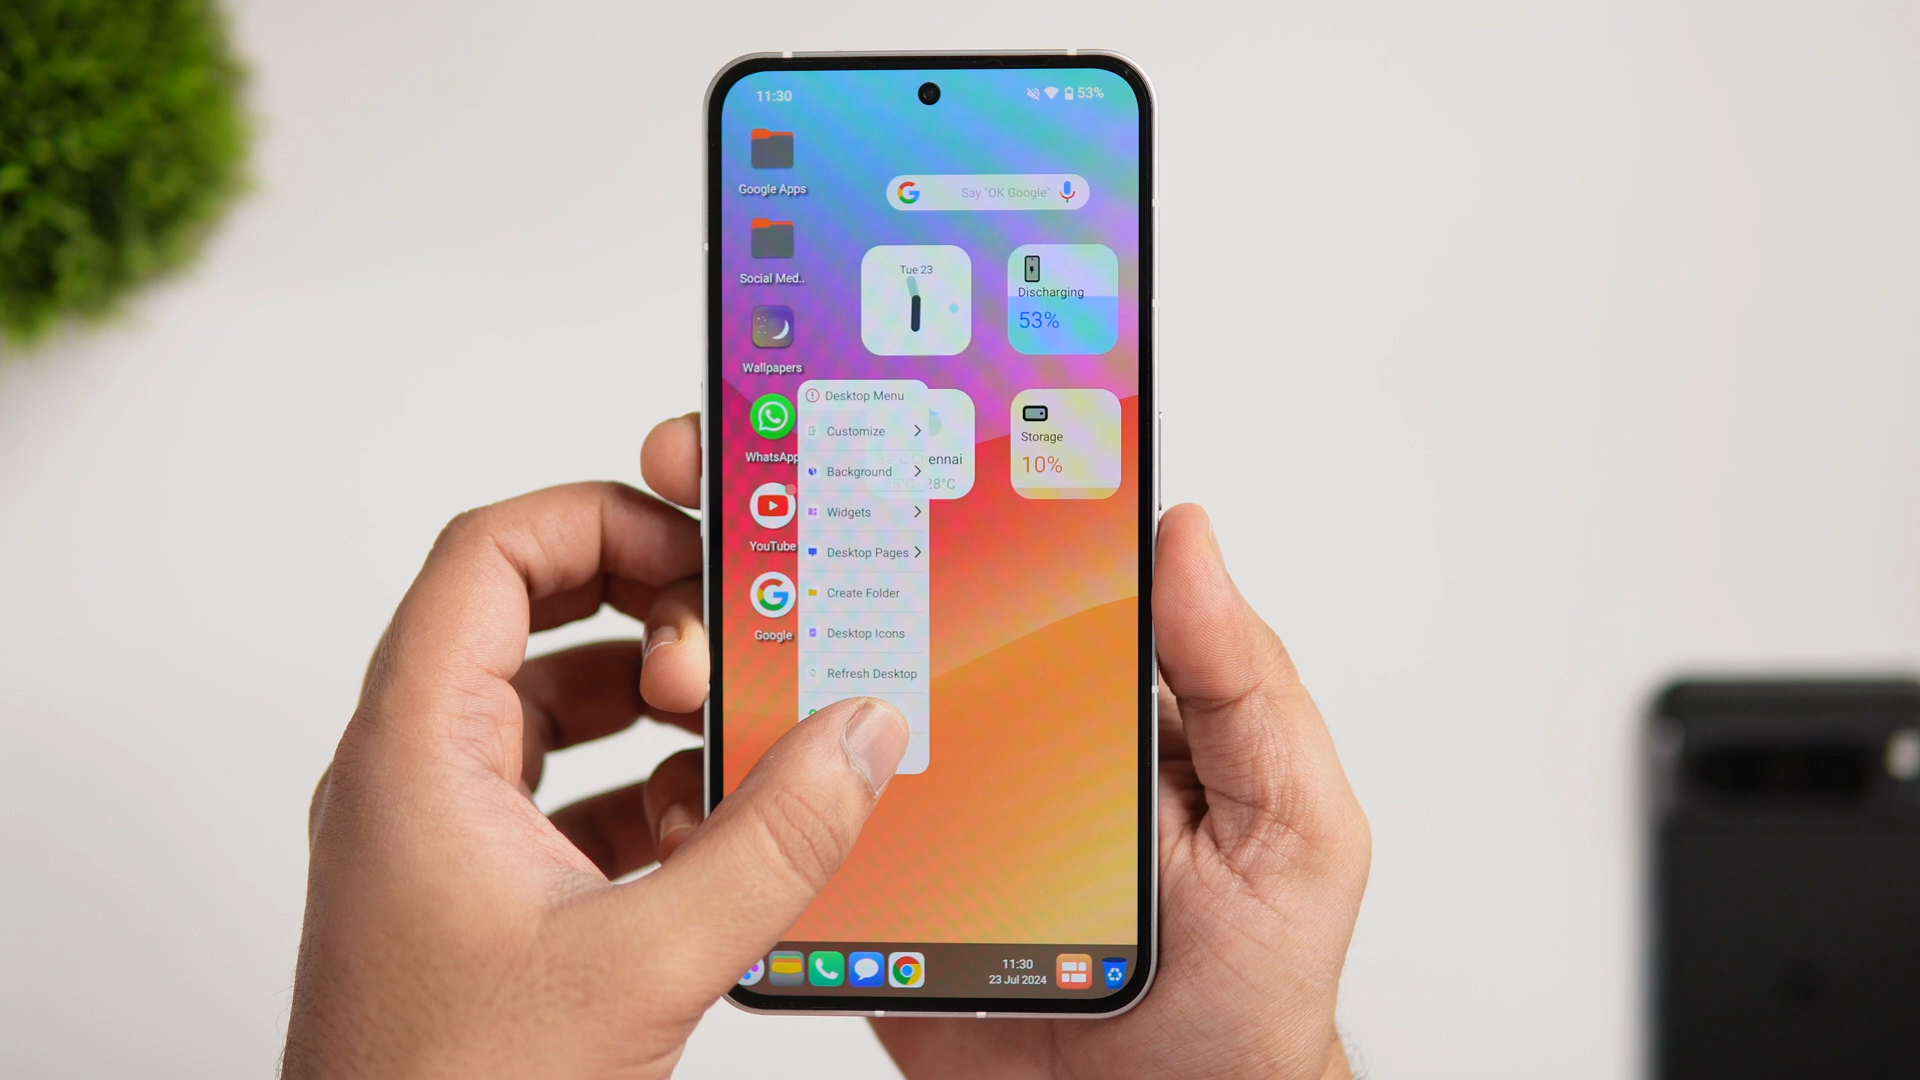 11:30
53%
Google Apps
Say "OK Google"
Social Med..
Tue 23
Discharging
53%
Wallpapers
Desktop Menu
WhatsApp
Customize
Storage
10%
ennai
28°C
Background
YouTube
Widgets
Desktop Pages
Create Folder
Google
Desktop Icons
Refresh Desktop
11:30
23 Jul 2024